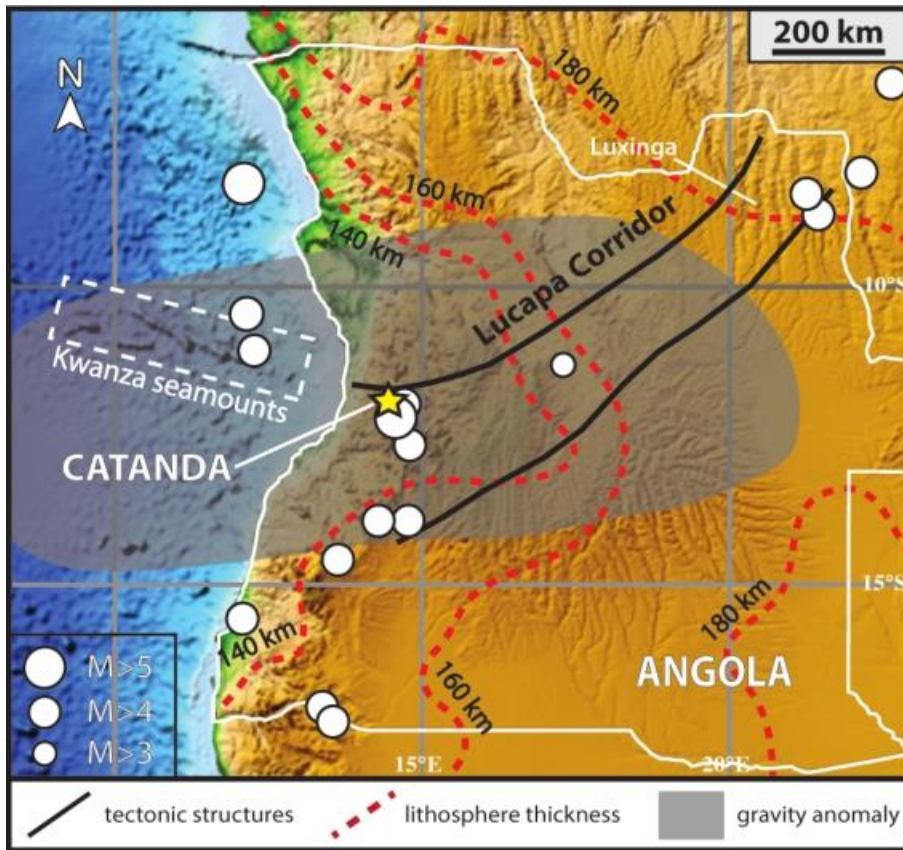 200 km
N
180 km
Luxinga
160 km
140 km
Lucapa Corridor
10°S
Kwanza seamounts
CATANDA
15°S
140 km
180 km
ANGOLA
160 km
M>5
M>4
M>3
15°E
20°E
tectonic structures
lithosphere thickness
gravity anomaly